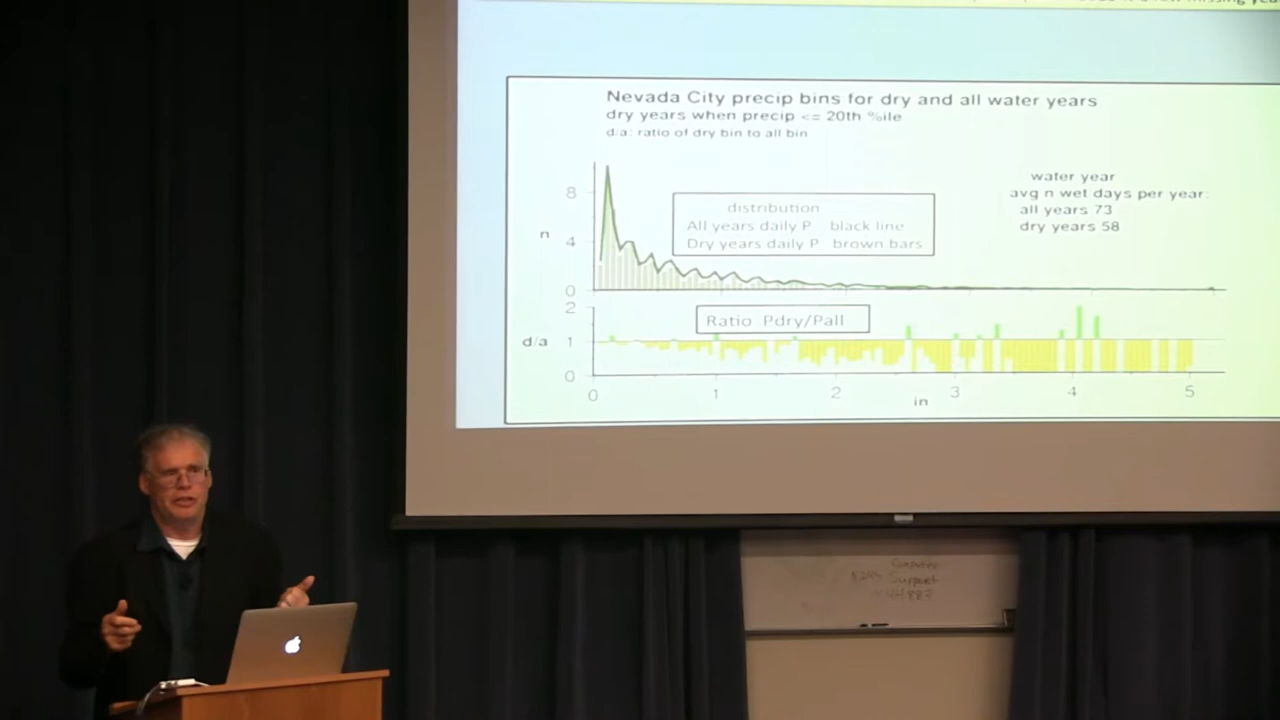 missing
Nevada City precip bins for dry and all water years
dry years when precip <= 20th %ile
d/a: ratio of dry bin to all bin
water year
avg n wet days per year:
all years 73
dry years 58
distribution
All years daily P black line
Dry years daily P brown bars
8
n
4
0
2
Ratio Pdry/Pall
d/a
1
0
0 1 2 3 4 5
in
Computer
Support